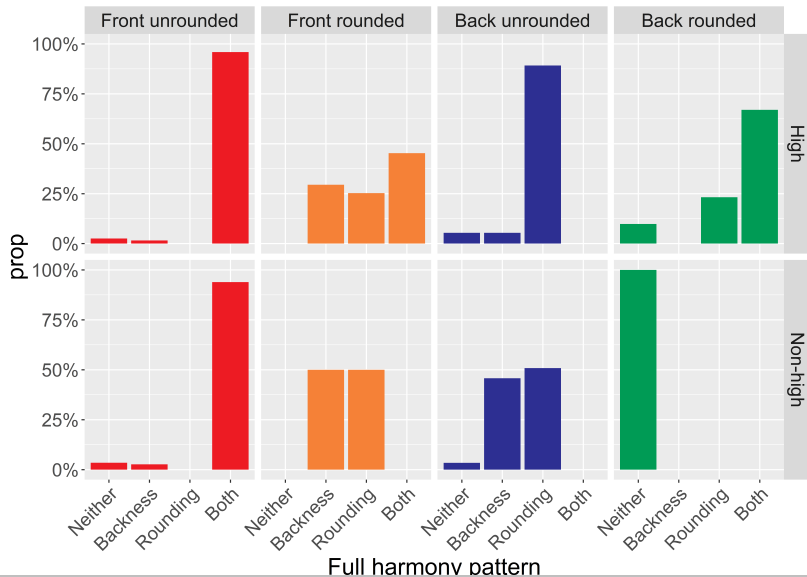 Front unrounded
Front rounded
Back unrounded
Back rounded
100%
75%
50%
25%
0%
High
prop
100%
75%
50%
25%
0%
Non-high
Neither
Backness
Rounding
Both
Neither
Backness
Rounding
Both
Neither
Backness
Rounding
Both
Neither
Backness
Rounding
Both
Full harmony pattern